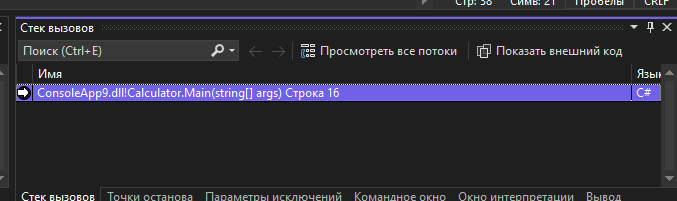 Стр: 38 Симв: 21 Пробелы CRLF
Стек вызовов
Поиск (Ctrl+E) Просмотреть все потоки Показать внешний код
Имя Язык
ConsoleApp9.dll!Calculator.Main(string[] args) Строка 16 C#
Стек вызовов Точки останова Параметры исключений Командное окно Окно интерпретации Вывод